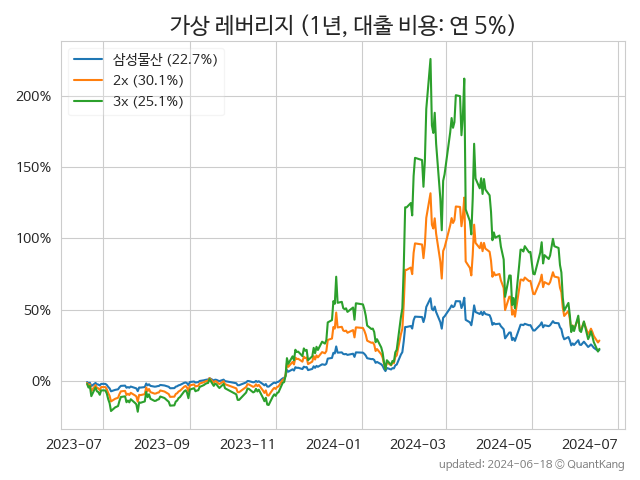 가상 레버리지 (1년, 대출 비용: 연 5%)
삼성물산 (22.7%)
2x (30.1%)
3x (25.1%)
200%
150%
100%
50%
0%
2023-07 2023-09 2023-11 2024-01 2024-03 2024-05 2024-07
updated: 2024-06-18 © QuantKang